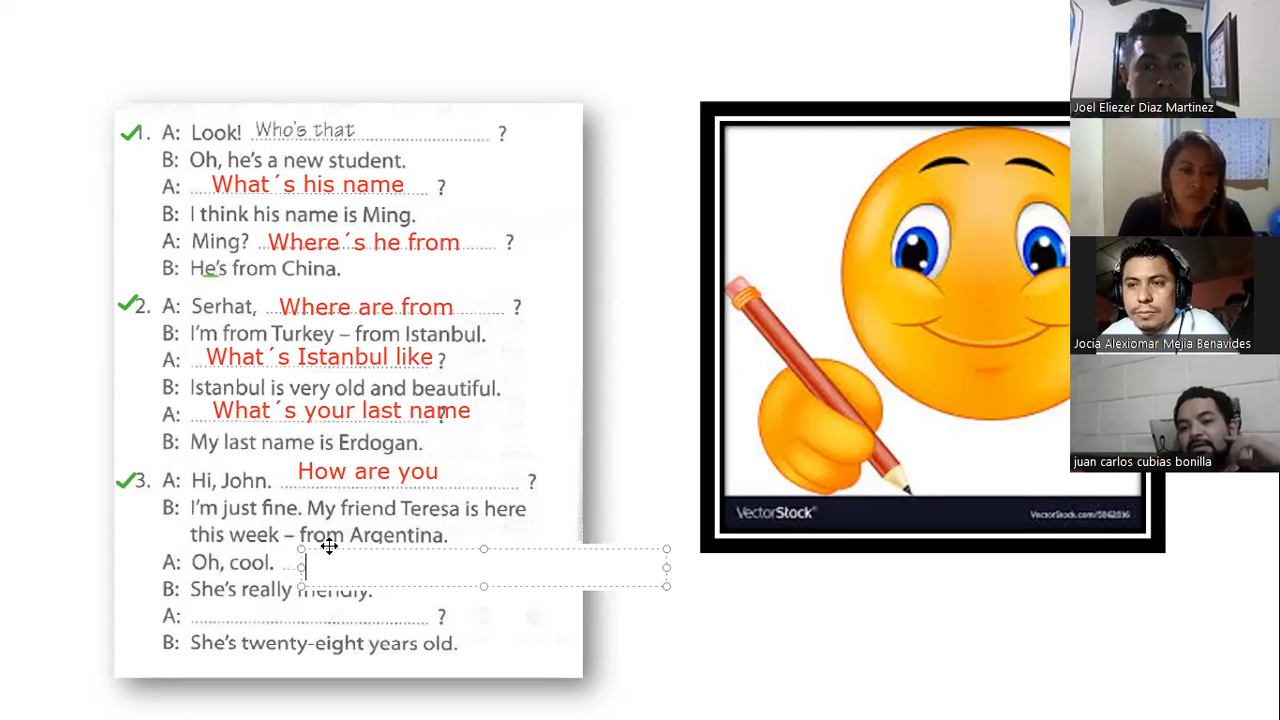 1. A: Look! Who's that ?
B: Oh, he's a new student.
A: What´s his name ?
B: I think his name is Ming.
A: Ming? Where´s he from ?
B: He's from China.
2. A: Serhat, Where are from ?
B: I'm from Turkey – from Istanbul.
A: What´s Istanbul like ?
B: Istanbul is very old and beautiful.
A: What´s your last name ?
B: My last name is Erdogan.
3. A: Hi, John. How are you ?
B: I'm just fine. My friend Teresa is here
this week – from Argentina.
A: Oh, cool.
B: She's really friendly.
A: ?
B: She's twenty-eight years old.
VectorStock®
VectorStock.com/5862896
Joel Eliezer Diaz Martinez
Jocia Alexiomar Mejia Benavides
juan carlos cubias bonilla